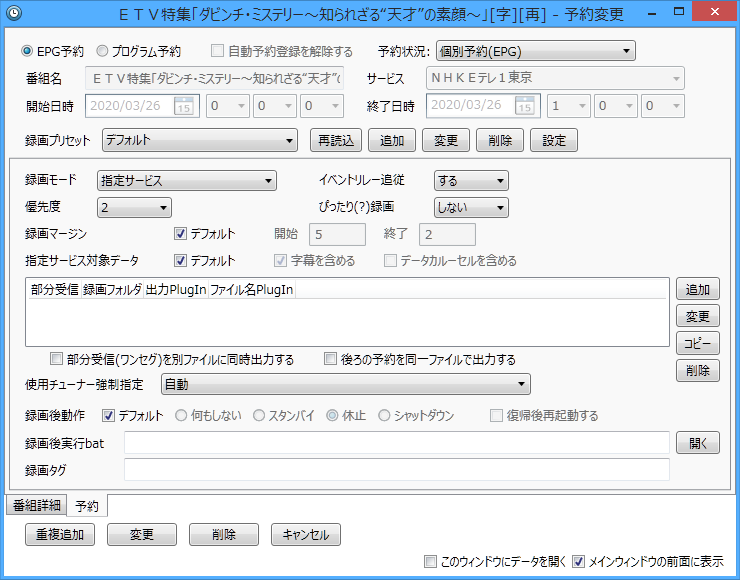 ＥＴＶ特集「ダビンチ・ミステリー～知られざる“天才”の素顔～」[字][再] - 予約変更
EPG予約 プログラム予約 自動予約登録を解除する 予約状況: 個別予約(EPG)
番組名 ＥＴＶ特集「ダビンチ・ミステリー～知られざる“天才”の サービス ＮＨＫＥテレ１東京
開始日時 2020/03/26 15 0 0 0 終了日時 2020/03/26 15 1 0 0
録画プリセット デフォルト 再読込 追加 変更 削除 設定
録画モード 指定サービス イベントリレー追従 する
優先度 2 ぴったり(?)録画 しない
録画マージン デフォルト 開始 5 終了 2
指定サービス対象データ デフォルト 字幕を含める データカルーセルを含める
部分受信 録画フォルダ 出力PlugIn ファイル名PlugIn 追加
変更
コピー
部分受信(ワンセグ)を別ファイルに同時出力する 後ろの予約を同一ファイルで出力する
削除
使用チューナー強制指定 自動
録画後動作 デフォルト 何もしない スタンバイ 休止 シャットダウン 復帰後再起動する
録画後実行bat 開く
録画タグ
番組詳細 予約
重複追加 変更 削除 キャンセル
このウィンドウにデータを開く メインウィンドウの前面に表示